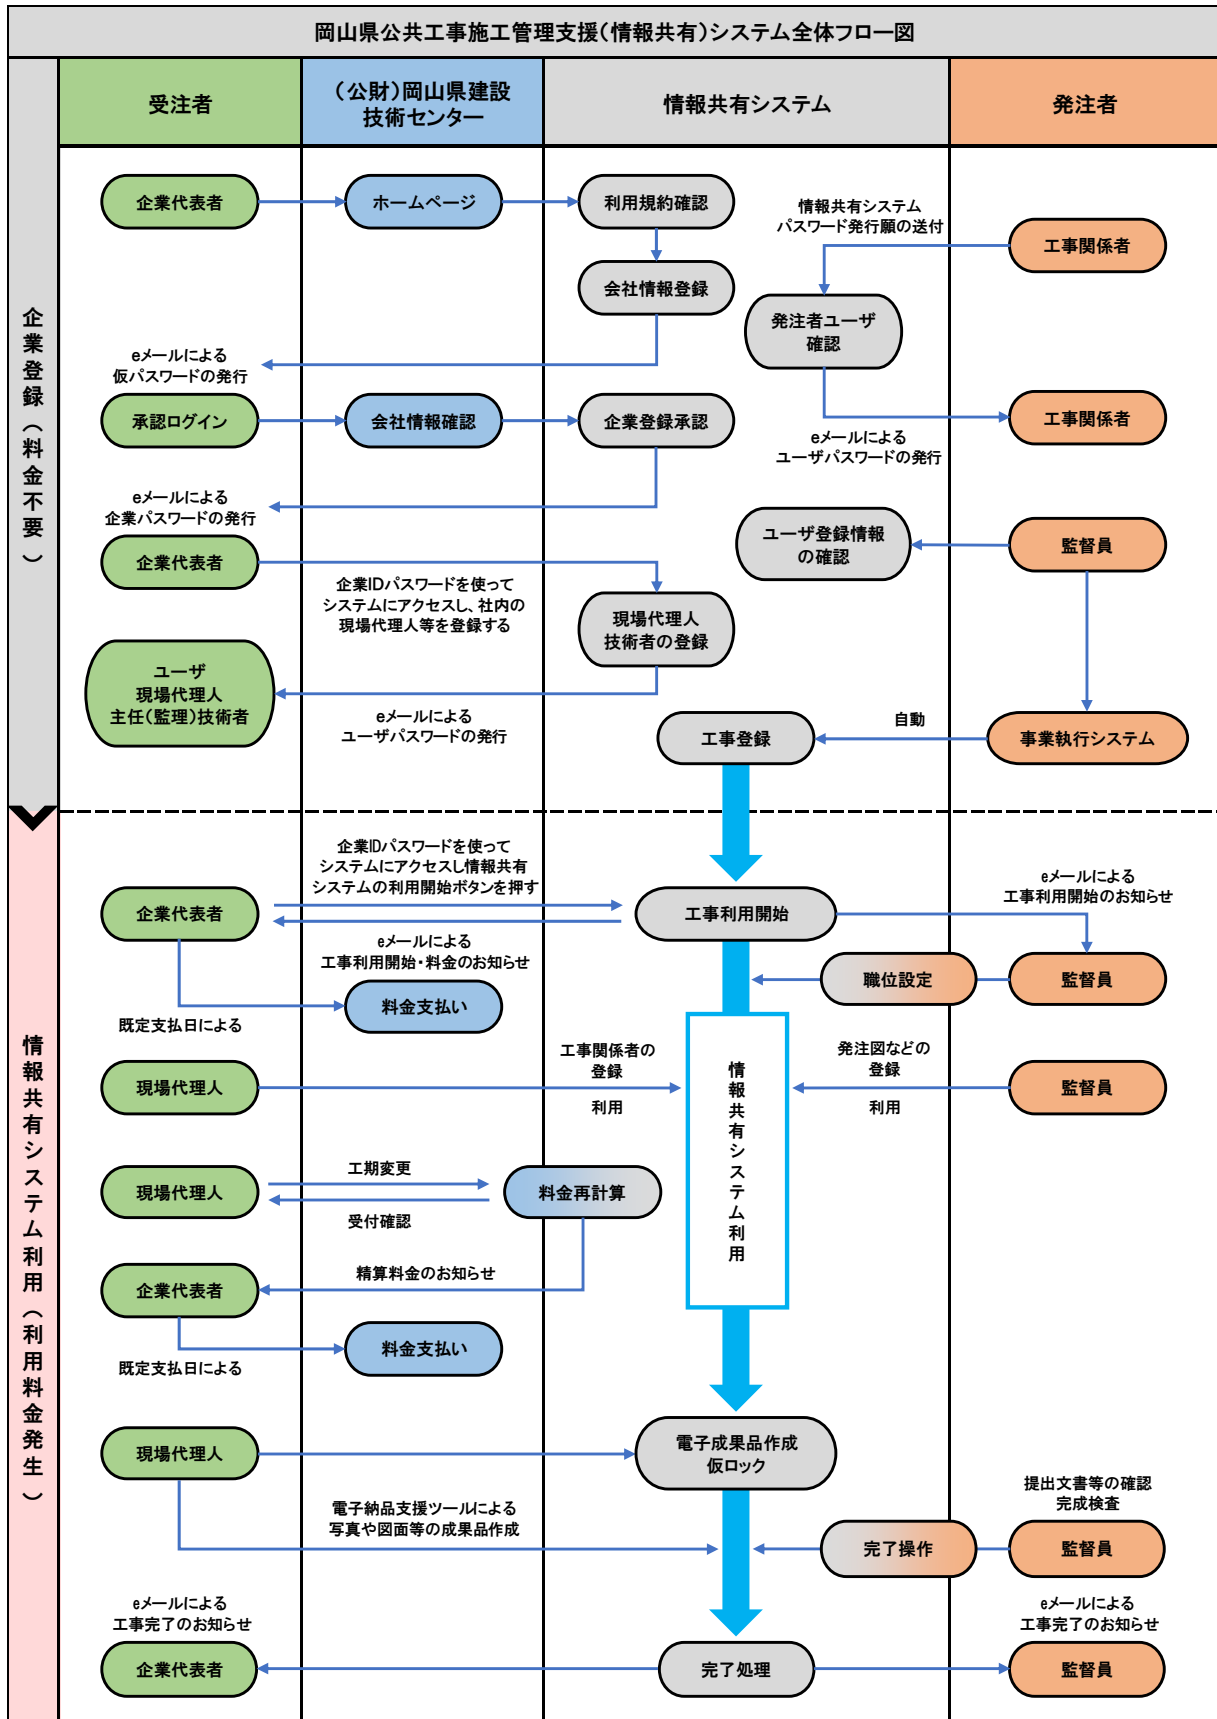 岡山県公共工事施工管理支援（情報共有）システム全体フロー図
受注者
（公財）岡山県建設
技術センター
情報共有システム
発注者
企業登録（料金不要）
企業代表者
ホームページ
利用規約確認
情報共有システム
パスワード発行願の送付
工事関係者
会社情報登録
発注者ユーザ
確認
eメールによる
仮パスワードの発行
承認ログイン
会社情報確認
企業登録承認
工事関係者
eメールによる
ユーザパスワードの発行
eメールによる
企業パスワードの発行
企業代表者
ユーザ登録情報
の確認
監督員
企業IDパスワードを使って
システムにアクセスし、社内の
現場代理人等を登録する
現場代理人
技術者の登録
ユーザ
現場代理人
主任（監理）技術者
eメールによる
ユーザパスワードの発行
工事登録
自動
事業執行システム
情報共有システム利用（利用料金発生）
企業IDパスワードを使って
システムにアクセスし情報共有
システムの利用開始ボタンを押す
eメールによる
工事利用開始のお知らせ
企業代表者
工事利用開始
eメールによる
工事利用開始・料金のお知らせ
職位設定
監督員
料金支払い
既定支払日による
工事関係者の
登録
利用
発注図などの
登録
利用
現場代理人
情報共有システム利用
監督員
工期変更
現場代理人
料金再計算
受付確認
精算料金のお知らせ
企業代表者
料金支払い
既定支払日による
現場代理人
電子成果品作成
仮ロック
電子納品支援ツールによる
写真や図面等の成果品作成
提出文書等の確認
完成検査
完了操作
監督員
eメールによる
工事完了のお知らせ
eメールによる
工事完了のお知らせ
企業代表者
完了処理
監督員